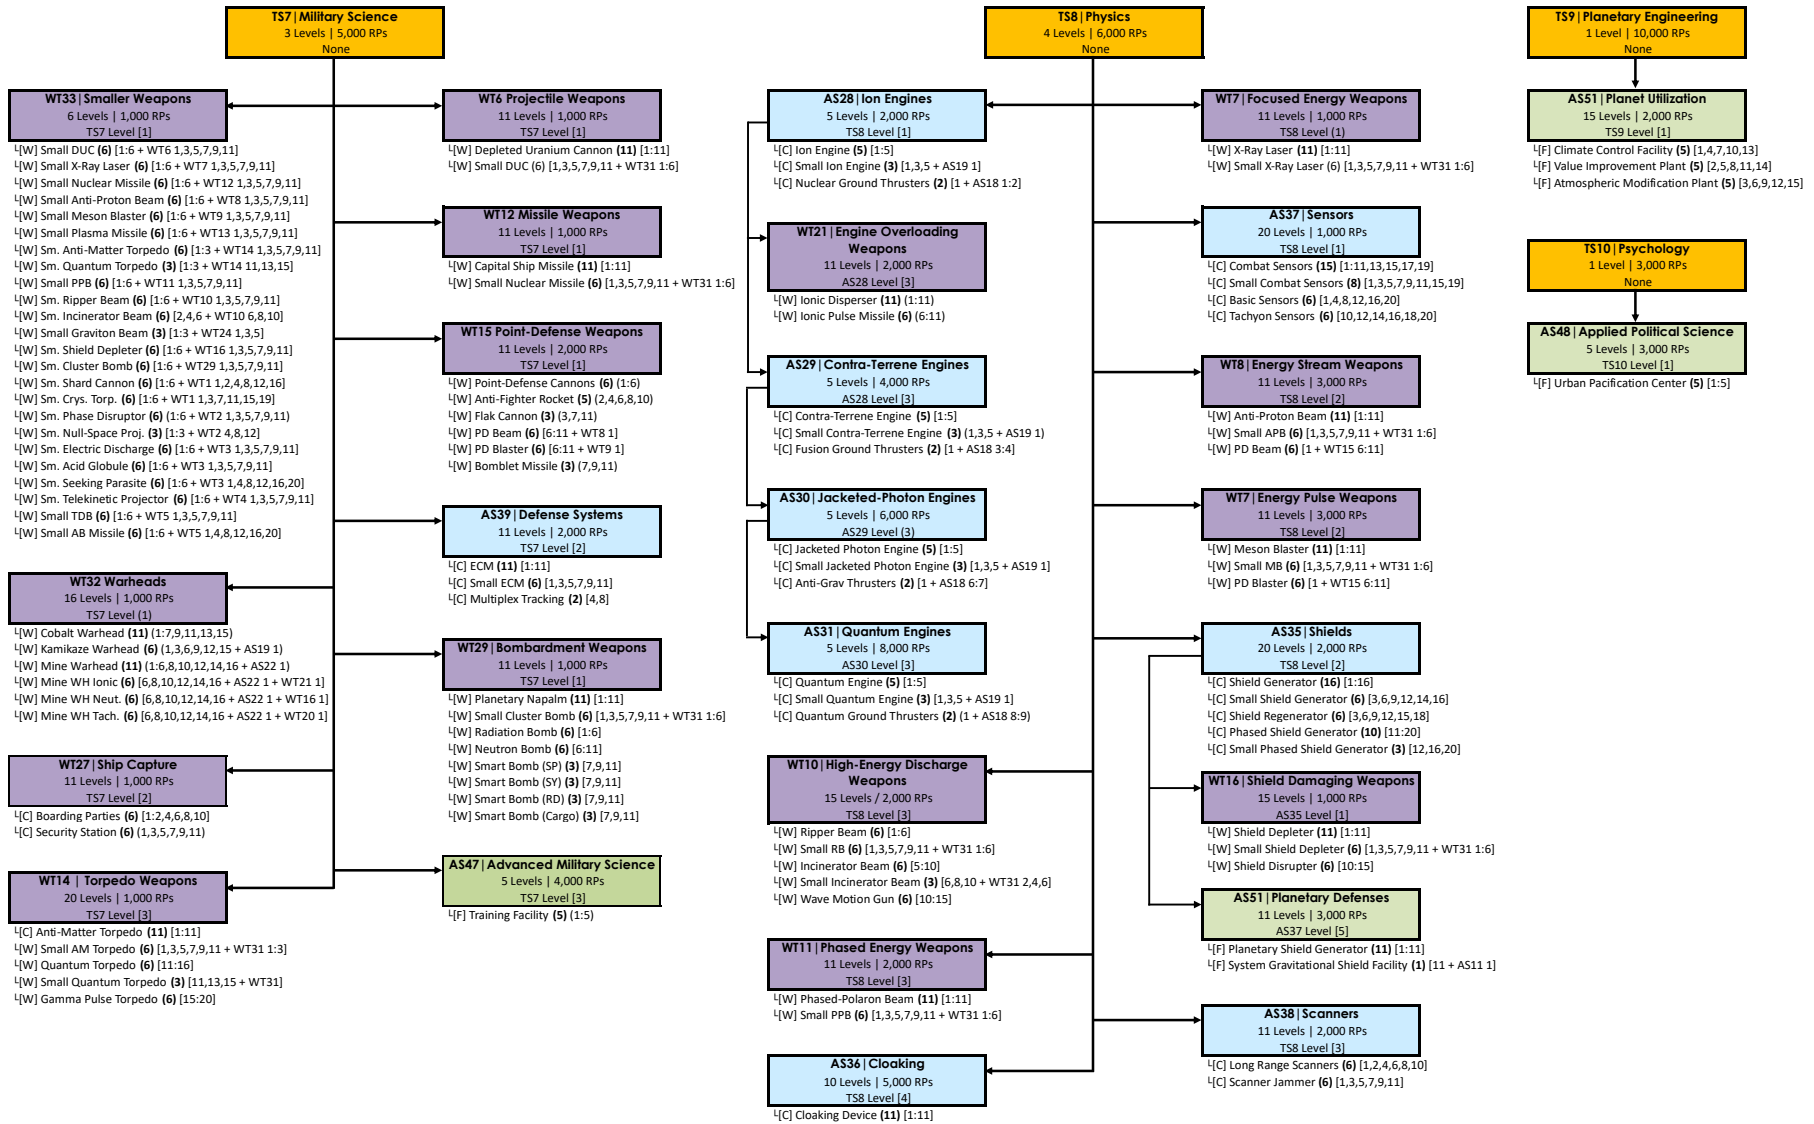 TS7|Military Science
3 Levels | 5,000 RPs
None
WT33|Smaller Weapons
6 Levels | 1,000 RPs
TS7 Level [1]
└[W] Small DUC (6) [1:6 + WT6 1,3,5,7,9,11]
└[W] Small X-Ray Laser (6) [1:6 + WT7 1,3,5,7,9,11]
└[W] Small Nuclear Missile (6) [1:6 + WT12 1,3,5,7,9,11]
└[W] Small Anti-Proton Beam (6) [1:6 + WT8 1,3,5,7,9,11]
└[W] Small Meson Blaster (6) [1:6 + WT9 1,3,5,7,9,11]
└[W] Small Plasma Missile (6) [1:6 + WT13 1,3,5,7,9,11]
└[W] Sm. Anti-Matter Torpedo (6) [1:3 + WT14 1,3,5,7,9,11]
└[W] Sm. Quantum Torpedo (3) [1:3 + WT14 11,13,15]
└[W] Small PPB (6) [1:6 + WT11 1,3,5,7,9,11]
└[W] Sm. Ripper Beam (6) [1:6 + WT10 1,3,5,7,9,11]
└[W] Sm. Incinerator Beam (6) [2,4,6 + WT10 6,8,10]
└[W] Small Graviton Beam (3) [1:3 + WT24 1,3,5]
└[W] Sm. Shield Depleter (6) [1:6 + WT16 1,3,5,7,9,11]
└[W] Sm. Cluster Bomb (6) [1:6 + WT29 1,3,5,7,9,11]
└[W] Sm. Shard Cannon (6) [1:6 + WT1 1,2,4,8,12,16]
└[W] Sm. Crys. Torp. (6) [1:6 + WT1 1,3,7,11,15,19]
└[W] Sm. Phase Disruptor (6) [1:6 + WT2 1,3,5,7,9,11)
└[W] Sm. Null-Space Proj. (3) [1:3 + WT2 4,8,12]
└[W] Sm. Electric Discharge (6) [1:6 + WT3 1,3,5,7,9,11]
└[W] Sm. Acid Globule (6) [1:6 + WT3 1,3,5,7,9,11]
└[W] Sm. Seeking Parasite (6) [1:6 + WT3 1,4,8,12,16,20]
└[W] Sm. Telekinetic Projector (6) [1:6 + WT4 1,3,5,7,9,11]
└[W] Small TDB (6) [1:6 + WT5 1,3,5,7,9,11]
└[W] Small AB Missile (6) [1:6 + WT5 1,4,8,12,16,20]
WT32 Warheads
16 Levels | 1,000 RPs
TS7 Level (1)
└[W] Cobalt Warhead (11) (1:7,9,11,13,15)
└[W] Kamikaze Warhead (6) (1,3,6,9,12,15 + AS19 1)
└[W] Mine Warhead (11) (1:6,8,10,12,14,16 + AS22 1)
└[W] Mine WH Ionic (6) [6,8,10,12,14,16 + AS22 1 + WT21 1]
└[W] Mine WH Neut. (6) [6,8,10,12,14,16 + AS22 1 + WT16 1]
└[W] Mine WH Tach. (6) [6,8,10,12,14,16 + AS22 1 + WT20 1]
WT27|Ship Capture
11 Levels | 1,000 RPs
TS7 Level [2]
└[C] Boarding Parties (6) [1:2,4,6,8,10]
└[C] Security Station (6) (1,3,5,7,9,11)
WT14 | Torpedo Weapons
20 Levels | 1,000 RPs
TS7 Level [3]
└[C] Anti-Matter Torpedo (11) [1:11]
└[W] Small AM Torpedo (6) [1,3,5,7,9,11 + WT31 1:3]
└[W] Quantum Torpedo (6) [11:16]
└[W] Small Quantum Torpedo (3) [11,13,15 + WT31]
└[W] Gamma Pulse Torpedo (6) [15:20]
WT6 Projectile Weapons
11 Levels | 1,000 RPs
TS7 Level [1]
└[W] Depleted Uranium Cannon (11) [1:11]
└[W] Small DUC (6) [1,3,5,7,9,11 + WT31 1:6]
WT12 Missile Weapons
11 Levels | 1,000 RPs
TS7 Level [1]
└[W] Capital Ship Missile (11) [1:11]
└[W] Small Nuclear Missile (6) [1,3,5,7,9,11 + WT31 1:6]
WT15 Point-Defense Weapons
11 Levels | 2,000 RPs
TS7 Level [1]
└[W] Point-Defense Cannons (6) (1:6)
└[W] Anti-Fighter Rocket (5) (2,4,6,8,10)
└[W] Flak Cannon (3) (3,7,11)
└[W] PD Beam (6) [6:11 + WT8 1]
└[W] PD Blaster (6) [6:11 + WT9 1]
└[W] Bomblet Missile (3) (7,9,11)
AS39|Defense Systems
11 Levels | 2,000 RPs
TS7 Level [2]
└[C] ECM (11) [1:11]
└[C] Small ECM (6) [1,3,5,7,9,11]
└[C] Multiplex Tracking (2) [4,8]
WT29|Bombardment Weapons
11 Levels | 1,000 RPs
TS7 Level [1]
└[W] Planetary Napalm (11) [1:11]
└[W] Small Cluster Bomb (6) [1,3,5,7,9,11 + WT31 1:6]
└[W] Radiation Bomb (6) [1:6]
└[W] Neutron Bomb (6) [6:11]
└[W] Smart Bomb (SP) (3) [7,9,11]
└[W] Smart Bomb (SY) (3) [7,9,11]
└[W] Smart Bomb (RD) (3) [7,9,11]
└[W] Smart Bomb (Cargo) (3) [7,9,11]
AS47|Advanced Military Science
5 Levels | 4,000 RPs
TS7 Level [3]
└[F] Training Facility (5) (1:5)
TS8|Physics
4 Levels | 6,000 RPs
None
AS28|Ion Engines
5 Levels | 2,000 RPs
TS8 Level [1]
└[C] Ion Engine (5) [1:5]
└[C] Small Ion Engine (3) [1,3,5 + AS19 1]
└[C] Nuclear Ground Thrusters (2) [1 + AS18 1:2]
WT21|Engine Overloading
Weapons
11 Levels | 2,000 RPs
AS28 Level [3]
└[W] Ionic Disperser (11) (1:11)
└[W] Ionic Pulse Missile (6) (6:11)
AS29|Contra-Terrene Engines
5 Levels | 4,000 RPs
AS28 Level [3]
└[C] Contra-Terrene Engine (5) [1:5]
└[C] Small Contra-Terrene Engine (3) (1,3,5 + AS19 1)
└[C] Fusion Ground Thrusters (2) [1 + AS18 3:4]
AS30|Jacketed-Photon Engines
5 Levels | 6,000 RPs
AS29 Level (3)
└[C] Jacketed Photon Engine (5) [1:5]
└[C] Small Jacketed Photon Engine (3) [1,3,5 + AS19 1]
└[C] Anti-Grav Thrusters (2) [1 + AS18 6:7]
AS31|Quantum Engines
5 Levels | 8,000 RPs
AS30 Level [3]
└[C] Quantum Engine (5) [1:5]
└[C] Small Quantum Engine (3) [1,3,5 + AS19 1]
└[C] Quantum Ground Thrusters (2) (1 + AS18 8:9)
WT10|High-Energy Discharge
Weapons
15 Levels / 2,000 RPs
TS8 Level [3]
└[W] Ripper Beam (6) [1:6]
└[W] Small RB (6) [1,3,5,7,9,11 + WT31 1:6]
└[W] Incinerator Beam (6) [5:10]
└[W] Small Incinerator Beam (3) [6,8,10 + WT31 2,4,6]
└[W] Wave Motion Gun (6) [10:15]
WT11|Phased Energy Weapons
11 Levels | 2,000 RPs
TS8 Level [3]
└[W] Phased-Polaron Beam (11) [1:11]
└[W] Small PPB (6) [1,3,5,7,9,11 + WT31 1:6]
AS36|Cloaking
10 Levels | 5,000 RPs
TS8 Level [4]
└[C] Cloaking Device (11) [1:11]
WT7|Focused Energy Weapons
11 Levels | 1,000 RPs
TS8 Level (1)
└[W] X-Ray Laser (11) [1:11]
└[W] Small X-Ray Laser (6) [1,3,5,7,9,11 + WT31 1:6]
AS37|Sensors
20 Levels | 1,000 RPs
TS8 Level [1]
└[C] Combat Sensors (15) [1:11,13,15,17,19]
└[C] Small Combat Sensors (8) [1,3,5,7,9,11,15,19]
└[C] Basic Sensors (6) [1,4,8,12,16,20]
└[C] Tachyon Sensors (6) [10,12,14,16,18,20]
WT8|Energy Stream Weapons
11 Levels | 3,000 RPs
TS8 Level [2]
└[W] Anti-Proton Beam (11) [1:11]
└[W] Small APB (6) [1,3,5,7,9,11 + WT31 1:6]
└[W] PD Beam (6) [1 + WT15 6:11]
WT7|Energy Pulse Weapons
11 Levels | 3,000 RPs
TS8 Level [2]
└[W] Meson Blaster (11) [1:11]
└[W] Small MB (6) [1,3,5,7,9,11 + WT31 1:6]
└[W] PD Blaster (6) [1 + WT15 6:11]
AS35|Shields
20 Levels | 2,000 RPs
TS8 Level [2]
└[C] Shield Generator (16) [1:16]
└[C] Small Shield Generator (6) [3,6,9,12,14,16]
└[C] Shield Regenerator (6) [3,6,9,12,15,18]
└[C] Phased Shield Generator (10) [11:20]
└[C] Small Phased Shield Generator (3) [12,16,20]
WT16|Shield Damaging Weapons
15 Levels | 1,000 RPs
AS35 Level [1]
└[W] Shield Depleter (11) [1:11]
└[W] Small Shield Depleter (6) [1,3,5,7,9,11 + WT31 1:6]
└[W] Shield Disrupter (6) [10:15]
AS51|Planetary Defenses
11 Levels | 3,000 RPs
AS37 Level [5]
└[F] Planetary Shield Generator (11) [1:11]
└[F] System Gravitational Shield Facility (1) [11 + AS11 1]
AS38|Scanners
11 Levels | 2,000 RPs
TS8 Level [3]
└[C] Long Range Scanners (6) [1,2,4,6,8,10]
└[C] Scanner Jammer (6) [1,3,5,7,9,11]
TS9|Planetary Engineering
1 Level | 10,000 RPs
None
AS51|Planet Utilization
15 Levels | 2,000 RPs
TS9 Level [1]
└[F] Climate Control Facility (5) [1,4,7,10,13]
└[F] Value Improvement Plant (5) [2,5,8,11,14]
└[F] Atmospheric Modification Plant (5) [3,6,9,12,15]
TS10|Psychology
1 Level | 3,000 RPs
None
AS48|Applied Political Science
5 Levels | 3,000 RPs
TS10 Level [1]
└[F] Urban Pacification Center (5) [1:5]